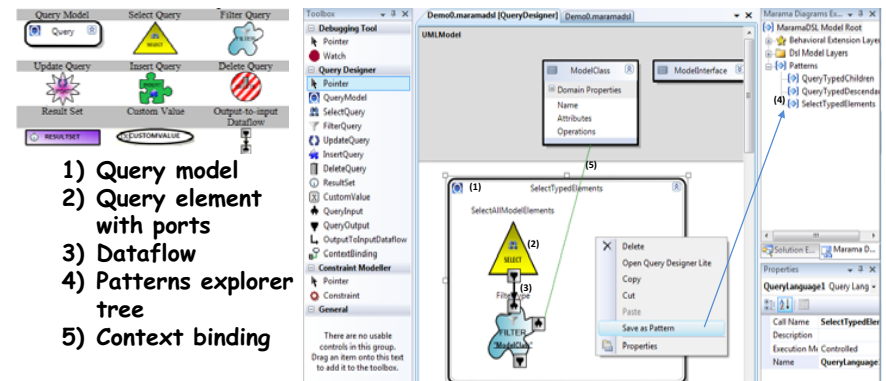 Query Model
Select Query
Filter Query
Query
SELECT
FILTER
Update Query
Insert Query
Delete Query
Result Set
Custom Value
Output-to-input
Dataflow
RESULTSET
CUSTOMVALUE
1) Query model
2) Query element
with ports
3) Dataflow
4) Patterns explorer
tree
5) Context binding
Toolbox
Debugging Tool
Pointer
Watch
Query Designer
Pointer
QueryModel
SelectQuery
FilterQuery
UpdateQuery
InsertQuery
DeleteQuery
ResultSet
CustomValue
QueryInput
QueryOutput
OutputToInputDataflow
ContextBinding
Constraint Modeller
Pointer
Constraint
General
There are no usable
controls in this group.
Drag an item onto this text
to add it to the toolbox.
Demo0.maramadsl [QueryDesigner]
Demo0.maramadsl
UMLModel
ModelClass
Domain Properties
Name
Attributes
Operations
ModelInterface
(5)
(1)
SelectTypedElements
SelectAllModelElements
(2)
SELECT
(3)
FILTER
"ModelClass"
Delete
Open Query Designer Lite
Copy
Cut
Paste
Save as Pattern
Properties
Marama Diagrams Ex...
MaramaDSL Model Root
Behavioral Extension Laye
Dsl Model Layers
Patterns
QueryTypedChildren
QueryTypedDescendar
(4)
SelectTypedElements
Solution E...
Marama D...
Properties
QueryLanguage1 Query Lang
Call Name SelectTypedEler
Description
Execution Mo Controlled
Name QueryLanguage